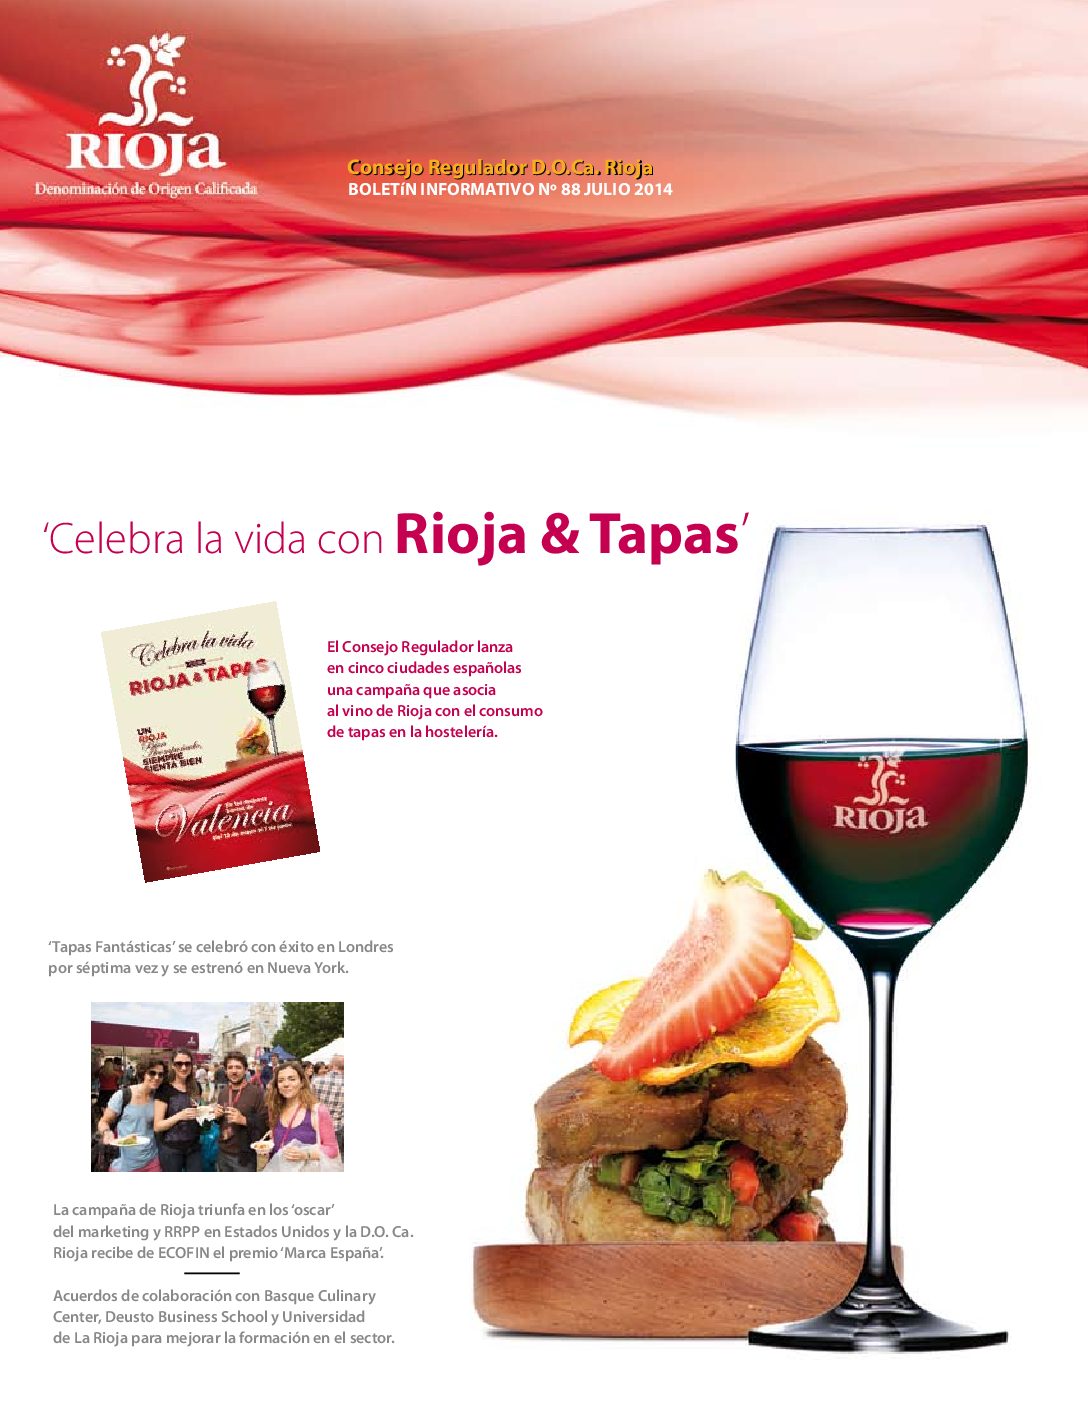 RIOJA
Denominación de Origen Calificada
Consejo Regulador D.O.Ca. Rioja
BOLETíN INFORMATIVO Nº 88 JULIO 2014
‘Celebra la vida con Rioja & Tapas’
Celebra la vida
RIOJA & TAPAS
UN
RIOJA
SIEMPRE
SIENTA BIEN
Valencia
El Consejo Regulador lanza
en cinco ciudades españolas
una campaña que asocia
al vino de Rioja con el consumo
de tapas en la hostelería.
RIOJA
‘Tapas Fantásticas’ se celebró con éxito en Londres
por séptima vez y se estrenó en Nueva York.
La campaña de Rioja triunfa en los ‘oscar’
del marketing y RRPP en Estados Unidos y la D.O. Ca.
Rioja recibe de ECOFIN el premio ‘Marca España’.
Acuerdos de colaboración con Basque Culinary
Center, Deusto Business School y Universidad
de La Rioja para mejorar la formación en el sector.